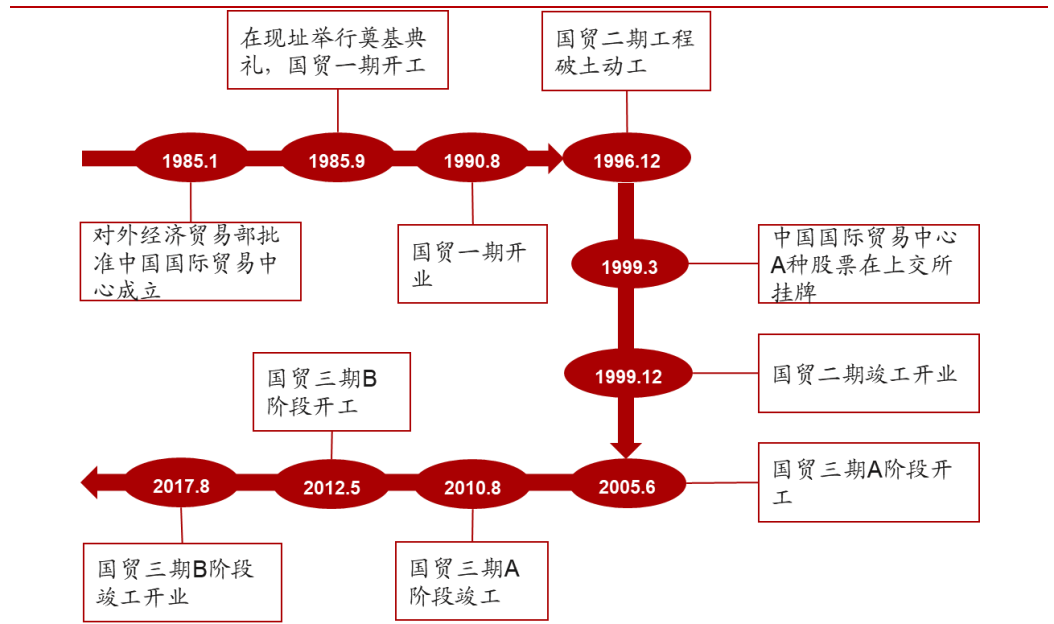 在现址举行奠基典
礼，国贸一期开工
国贸二期工程
破土动工
1985.1
1985.9
1990.8
1996.12
对外经济贸易部批
准中国国际贸易中
心成立
国贸一期开
业
1999.3
中国国际贸易中心
A种股票在上交所
挂牌
1999.12
国贸二期竣工开业
国贸三期B
阶段开工
2017.8
2012.5
2010.8
2005.6
国贸三期A阶段开
工
国贸三期B阶段
竣工开业
国贸三期A
阶段竣工